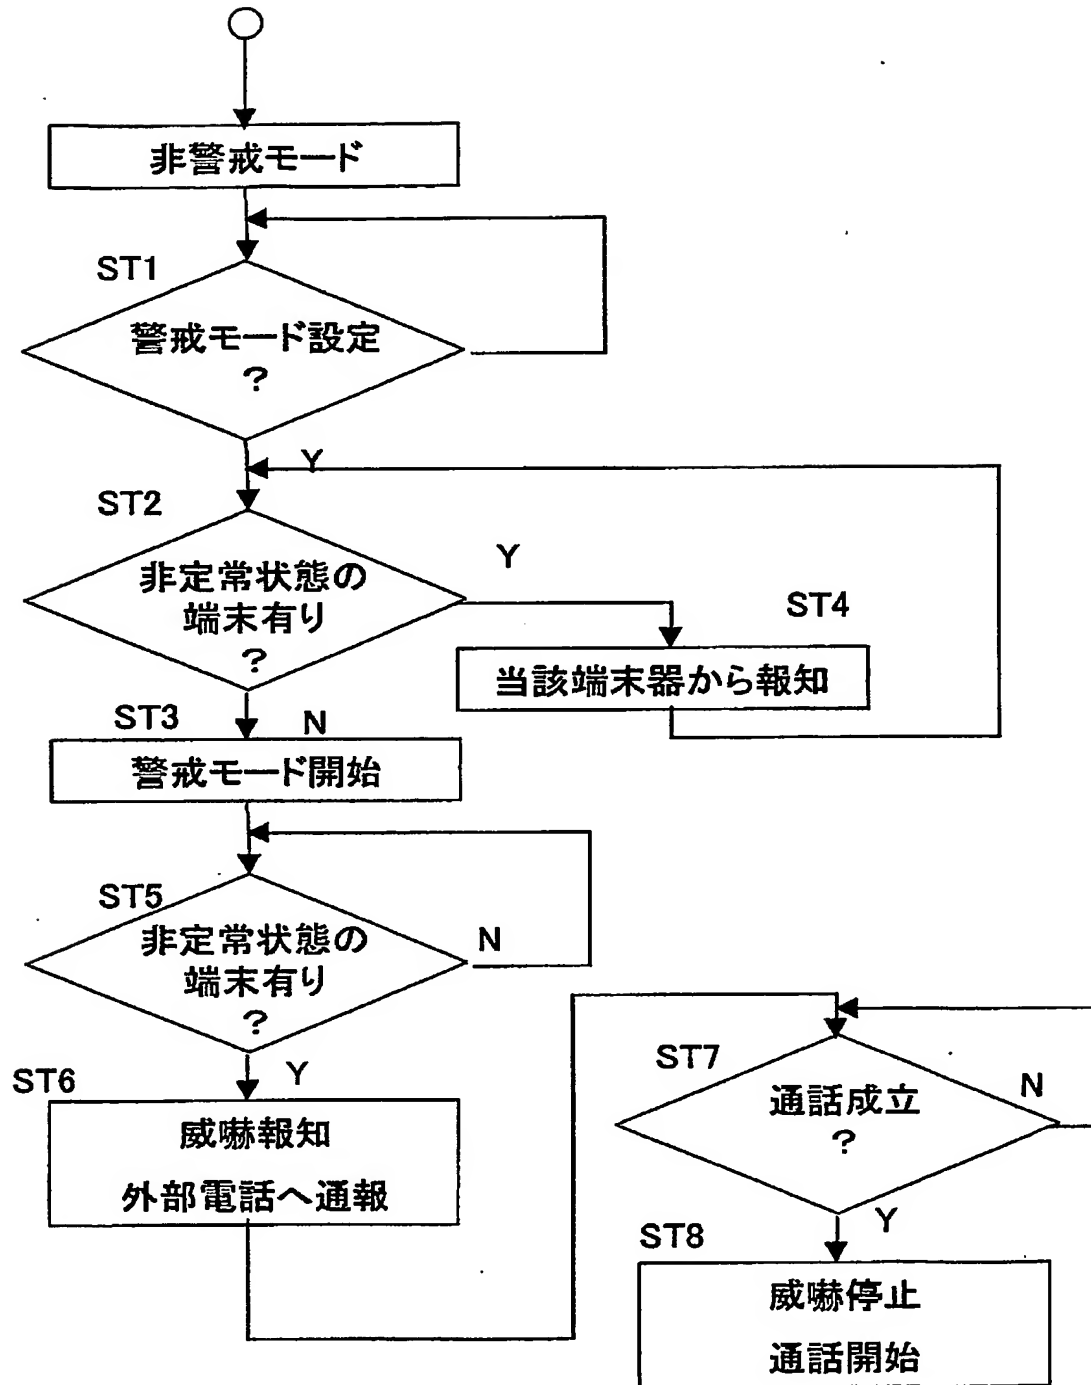 非警戒モード
ST1
警戒モード設定
?
Y
ST2
非定常状態の
端末有り
?
Y
ST4
当該端末器から報知
ST3
N
警戒モード開始
ST5
非定常状態の
端末有り
?
N
Y
ST6
威嚇報知
外部電話へ通報
ST7
通話成立
?
N
Y
ST8
威嚇停止
通話開始